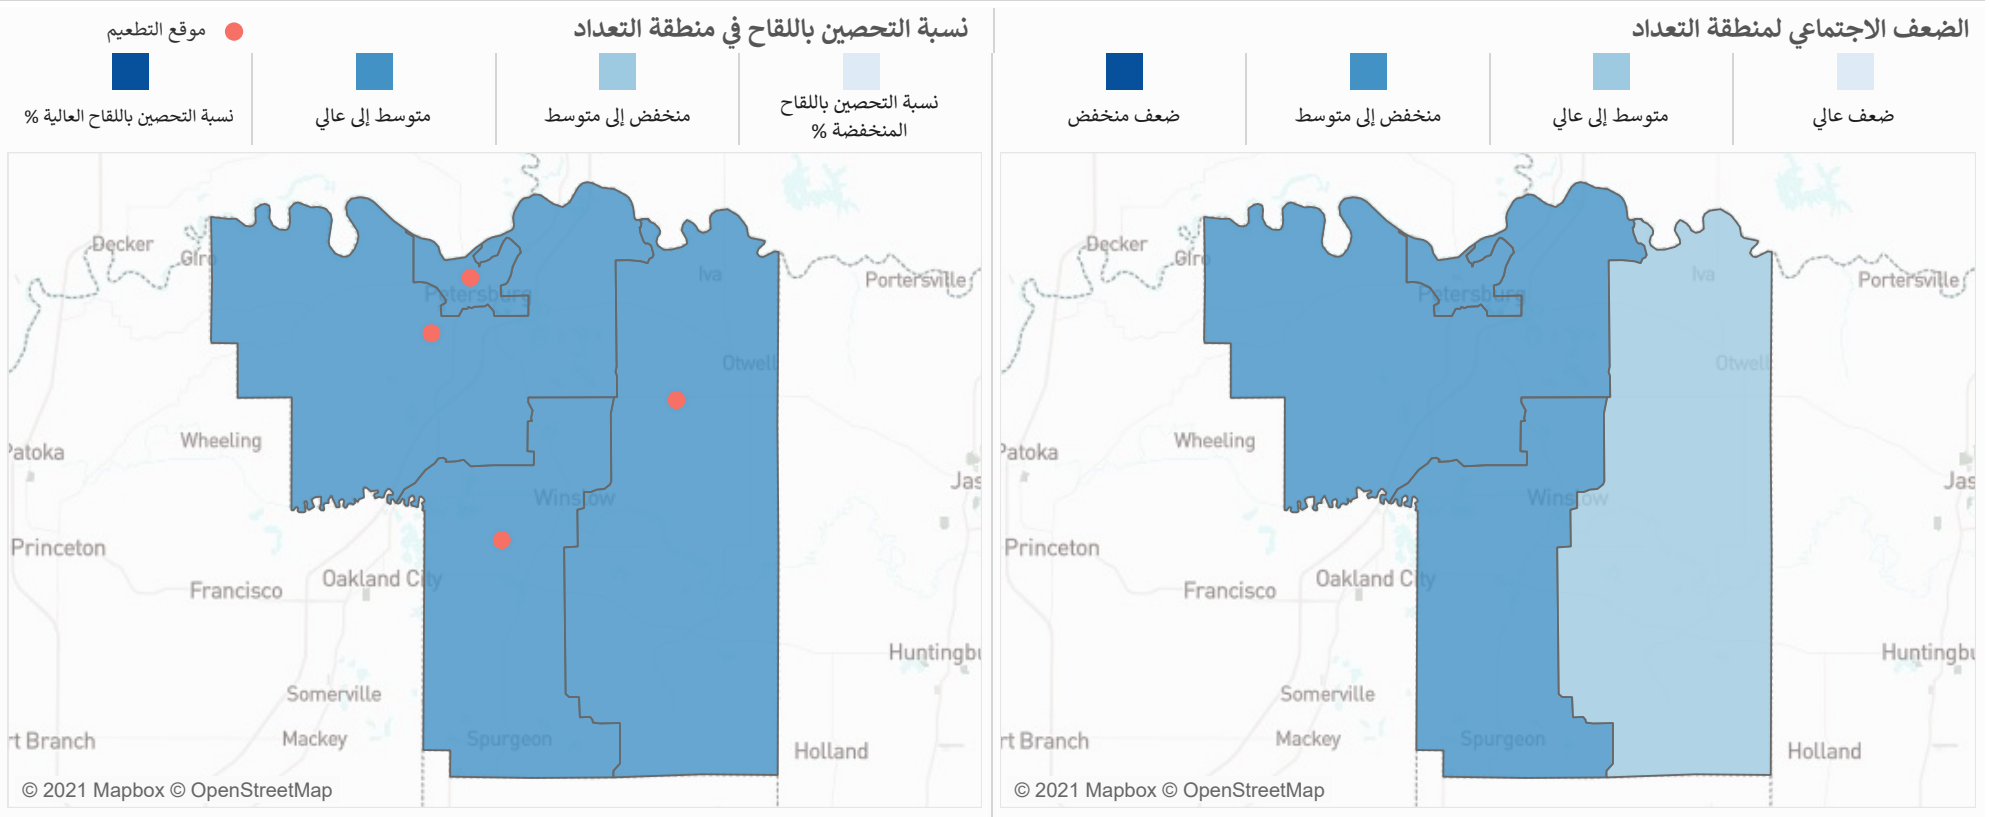 الضعف الاجتماعي لمنطقة التعداد
ضعف عالي
متوسط إلى عالي
منخفض إلى متوسط
ضعف منخفض
Decker
Giro
Petersburg
Iva
Portersville
Otwell
Wheeling
Patoka
Winslow
Jas
Princeton
Francisco
Oakland City
Huntingbu
Somerville
rt Branch
Mackey
Spurgeon
Holland
© 2021 Mapbox © OpenStreetMap
نسبة التحصين باللقاح في منطقة التعداد
موقع التطعيم
نسبة التحصين باللقاح
المنخفضة %
منخفض إلى متوسط
متوسط إلى عالي
نسبة التحصين باللقاح العالية %
Decker
Giro
Petersburg
Iva
Portersville
Otwell
Wheeling
Patoka
Winslow
Jas
Princeton
Francisco
Oakland City
Huntingbu
Somerville
rt Branch
Mackey
Spurgeon
Holland
© 2021 Mapbox © OpenStreetMap